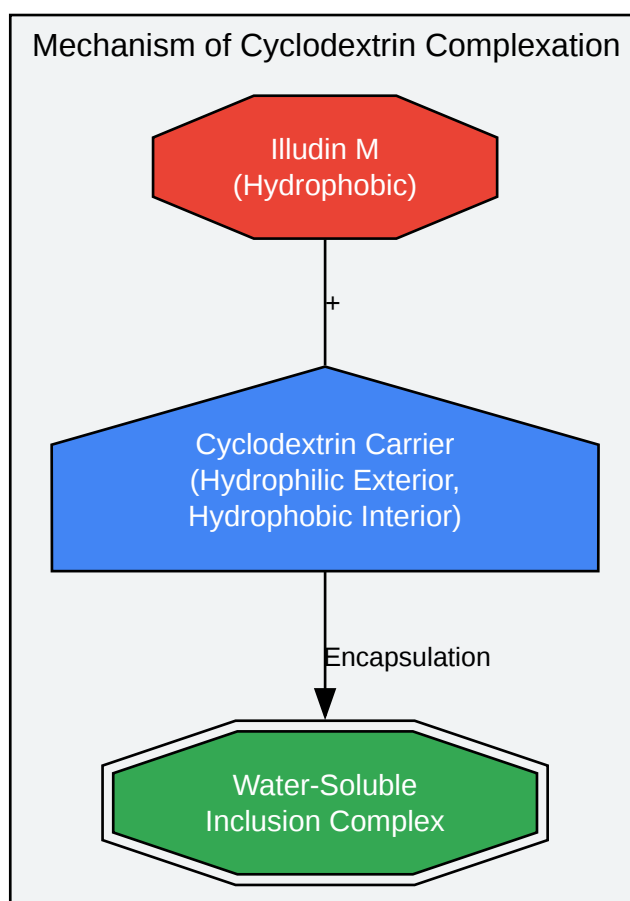 Mechanism of Cyclodextrin Complexation
Illudin M
(Hydrophobic)
+
Cyclodextrin Carrier
(Hydrophilic Exterior,
Hydrophobic Interior)
Encapsulation
Water-Soluble
Inclusion Complex